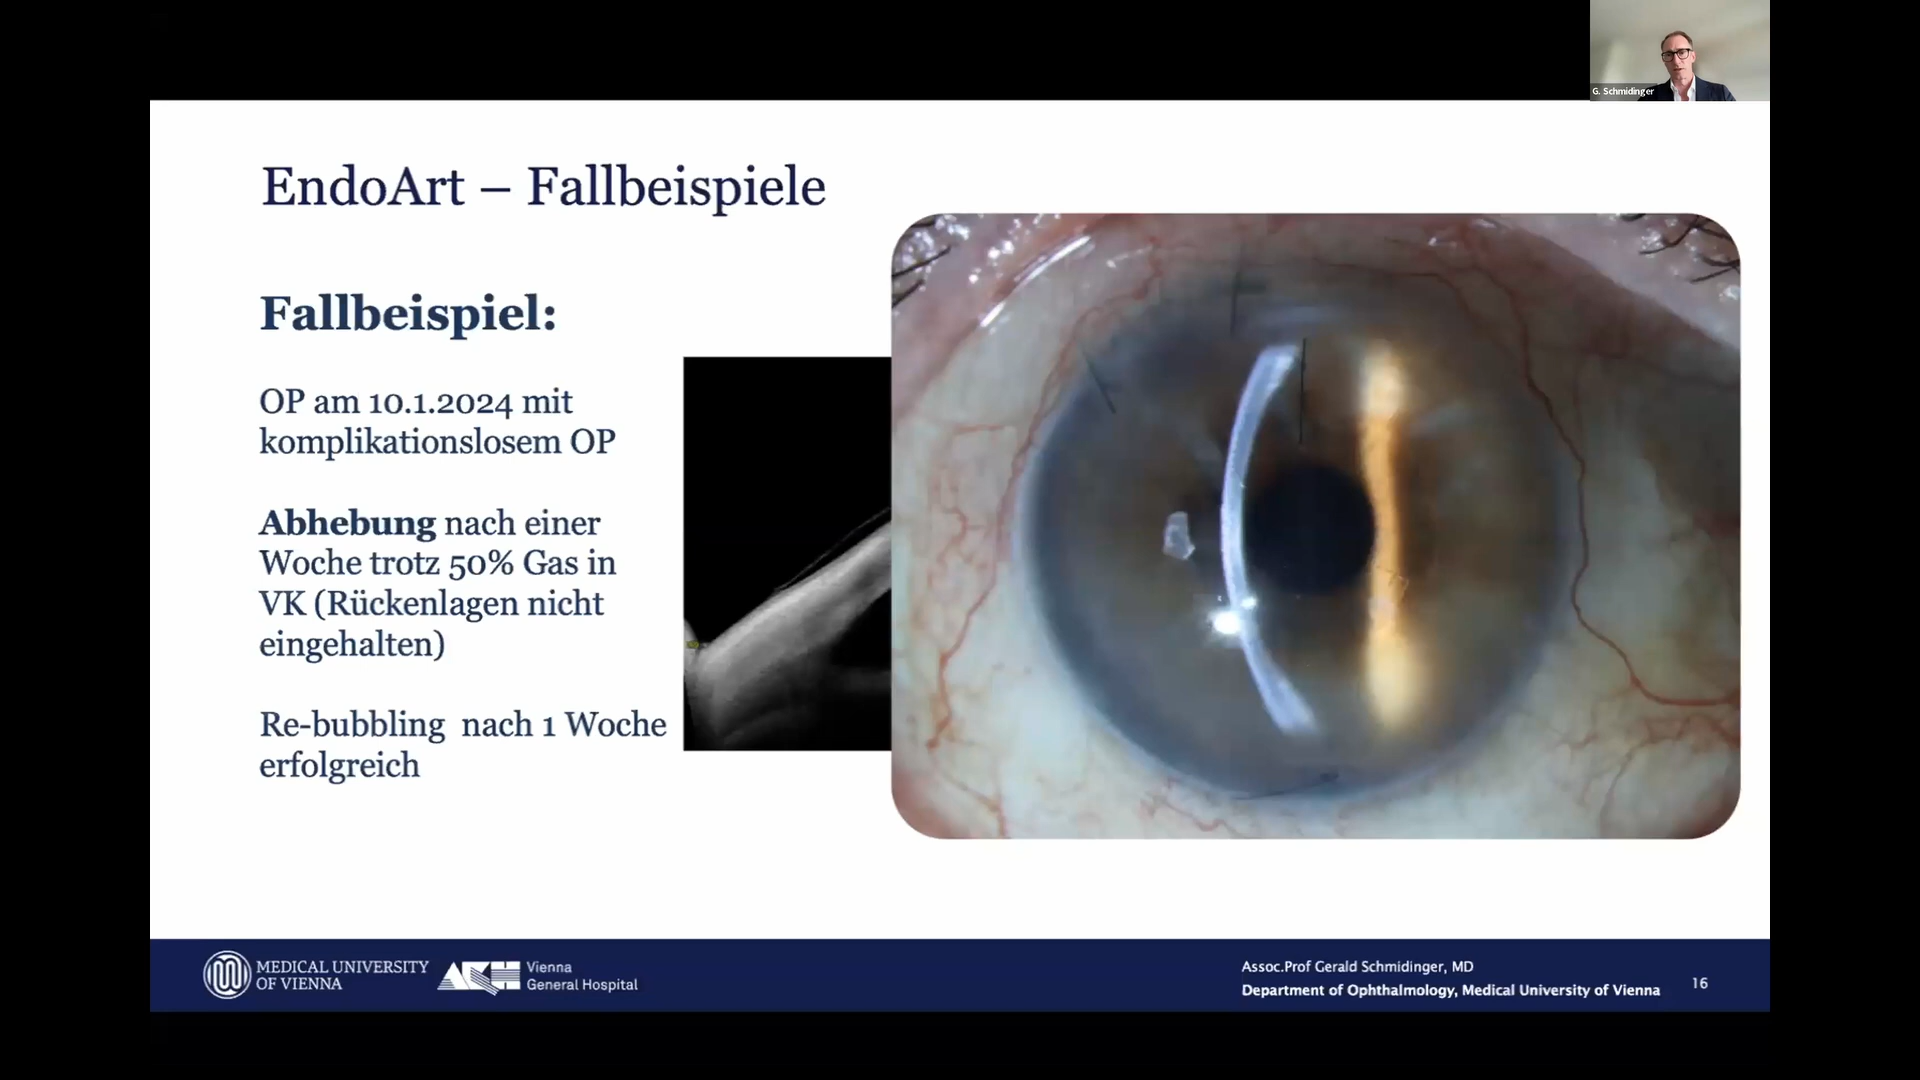 G. Schmidinger
EndoArt – Fallbeispiele
Fallbeispiel:
OP am 10.1.2024 mit
komplikationslosem OP
Abhebung nach einer
Woche trotz 50% Gas in
VK (Rückenlagen nicht
eingehalten)
Re-bubbling  nach 1 Woche
erfolgreich
MEDICAL UNIVERSITY
OF VIENNA
AKH
Vienna
General Hospital
Assoc.Prof Gerald Schmidinger, MD
Department of Ophthalmology, Medical University of Vienna
16